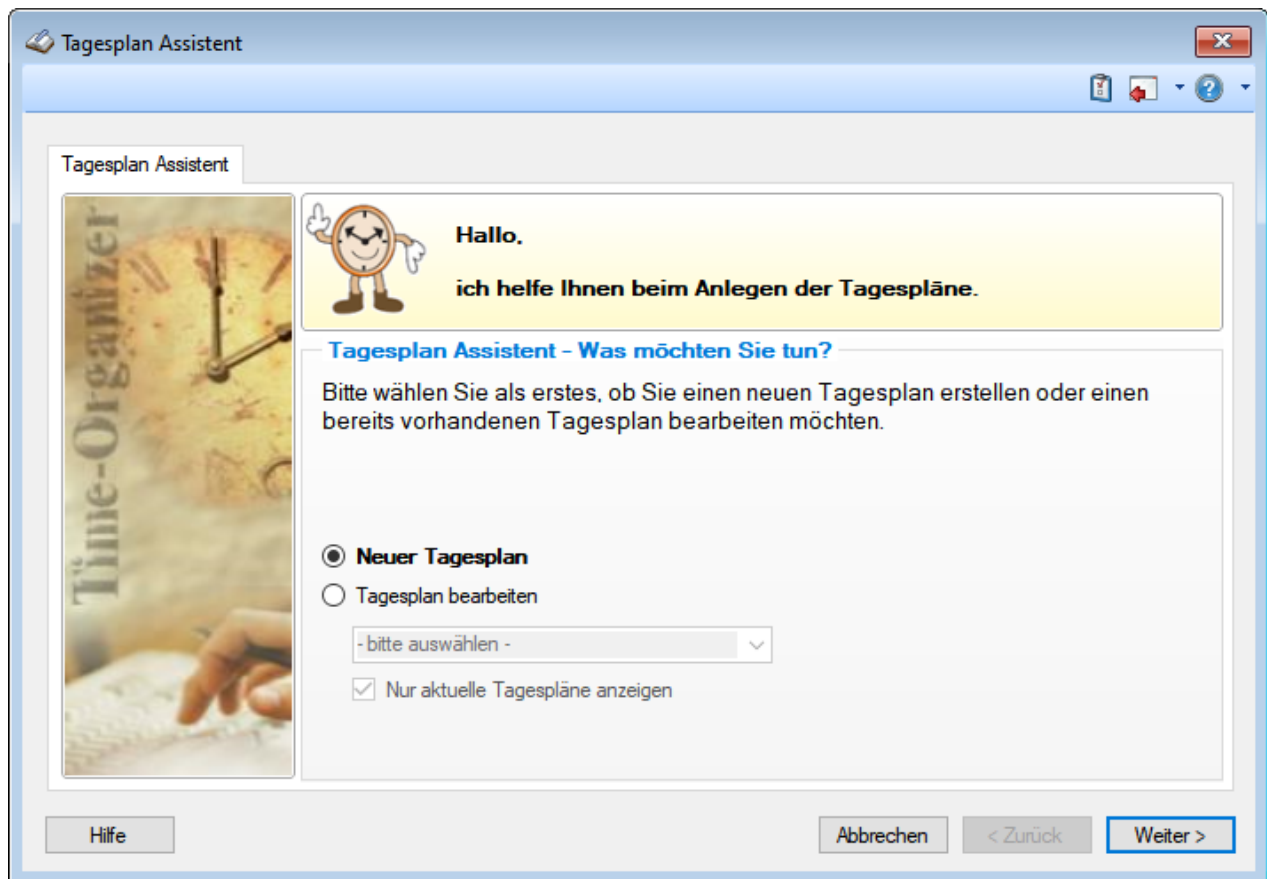 Tagesplan Assistent
Tagesplan Assistent
Time-Organizer
Hallo,
ich helfe Ihnen beim Anlegen der Tagespläne.
Tagesplan Assistent - Was möchten Sie tun?
Bitte wählen Sie als erstes, ob Sie einen neuen Tagesplan erstellen oder einen
bereits vorhandenen Tagesplan bearbeiten möchten.
Neuer Tagesplan
Tagesplan bearbeiten
- bitte auswählen -
Nur aktuelle Tagespläne anzeigen
Hilfe
Abbrechen
< Zurück
Weiter >